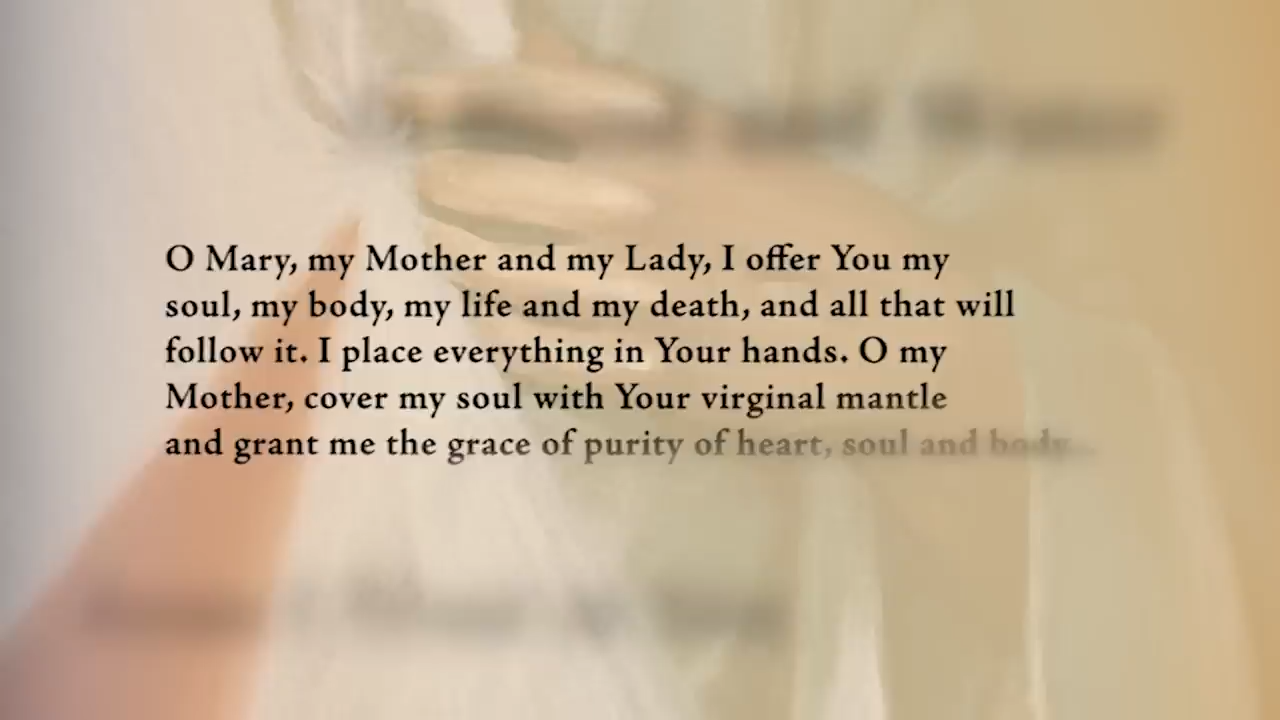 O Mary, my Mother and my Lady, I offer You my
soul, my body, my life and my death, and all that will
follow it. I place everything in Your hands. O my
Mother, cover my soul with Your virginal mantle
and grant me the grace of purity of heart, soul and body...